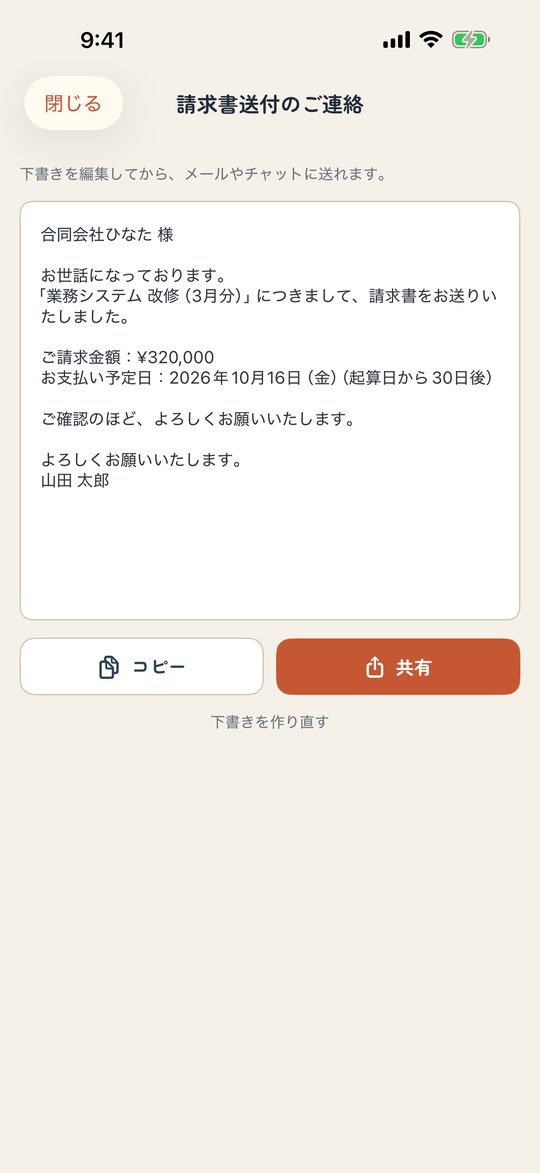 9:41
閉じる
請求書送付のご連絡
下書きを編集してから、メールやチャットに送れます。
合同会社ひなた 様
お世話になっております。
「業務システム 改修（3月分）」につきまして、請求書をお送りい
たしました。
ご請求金額：¥320,000
お支払い予定日：2026年10月16日（金）（起算日から30日後）
ご確認のほど、よろしくお願いいたします。
よろしくお願いいたします。
山田 太郎
コピー
共有
下書きを作り直す